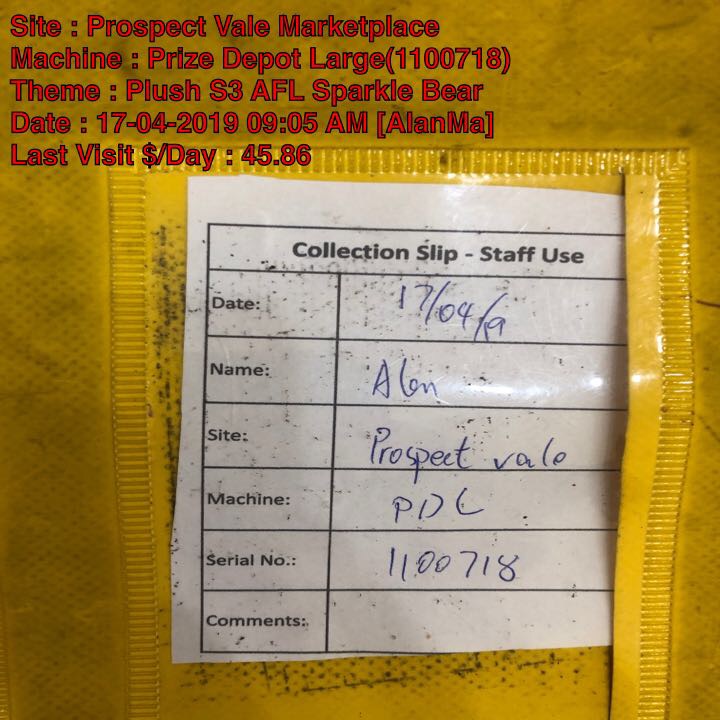 Site : Prospect Vale Marketplace
Machine : Prize Depot Large(1100718)
Theme : Plush S3 AFL Sparkle Bear
Date : 17-04-2019 09:05 AM [AlanMa]
Last Visit $/Day : 45.86
Collection Slip - Staff Use
Date: 17/04/19
Name: Alan
Site: Prospect vale
Machine: PDL
Serial No.: 1100718
Comments: